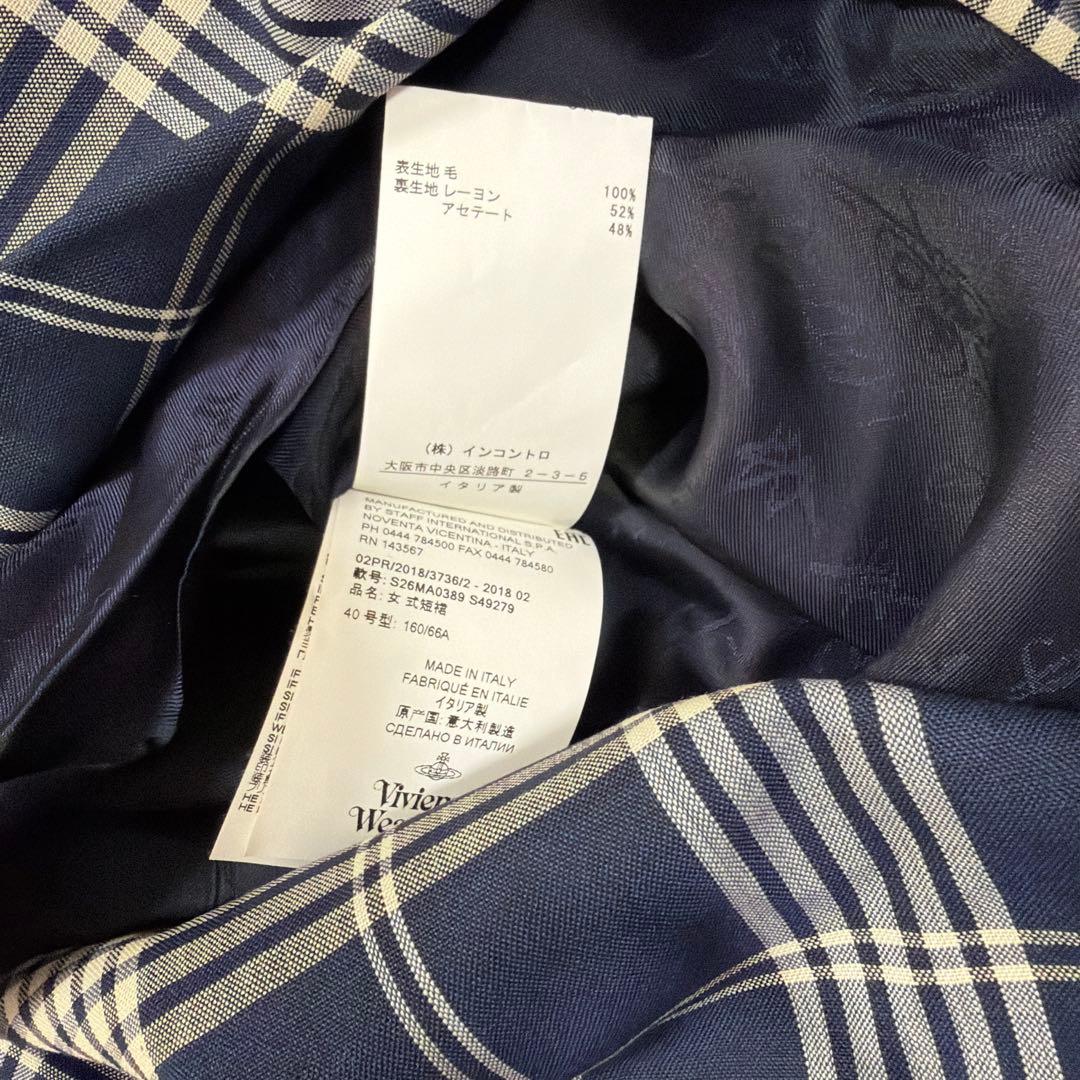 表生地 毛 100%
裏生地 レーヨン 52%
アセテート 48%
(株) インコントロ
大阪市中央区淡路町 2-3-6
イタリア製
MANUFACTURED AND DISTRIBUTED
BY STAFF INTERNATIONAL S.P.A.
NOVENTA VICENTINA - ITALY
PH 0444 784500 FAX 0444 784580
RN 143567
02PR/2018/3736/2 - 2018 02
款号: S26MA0389 S49279
品名: 女 式短裙
40 号型: 160/66A
MADE IN ITALY
FABRIQUÉ EN ITALIE
イタリア製
原产国: 意大利製造
СДЕЛАНО В ИТАЛИИ